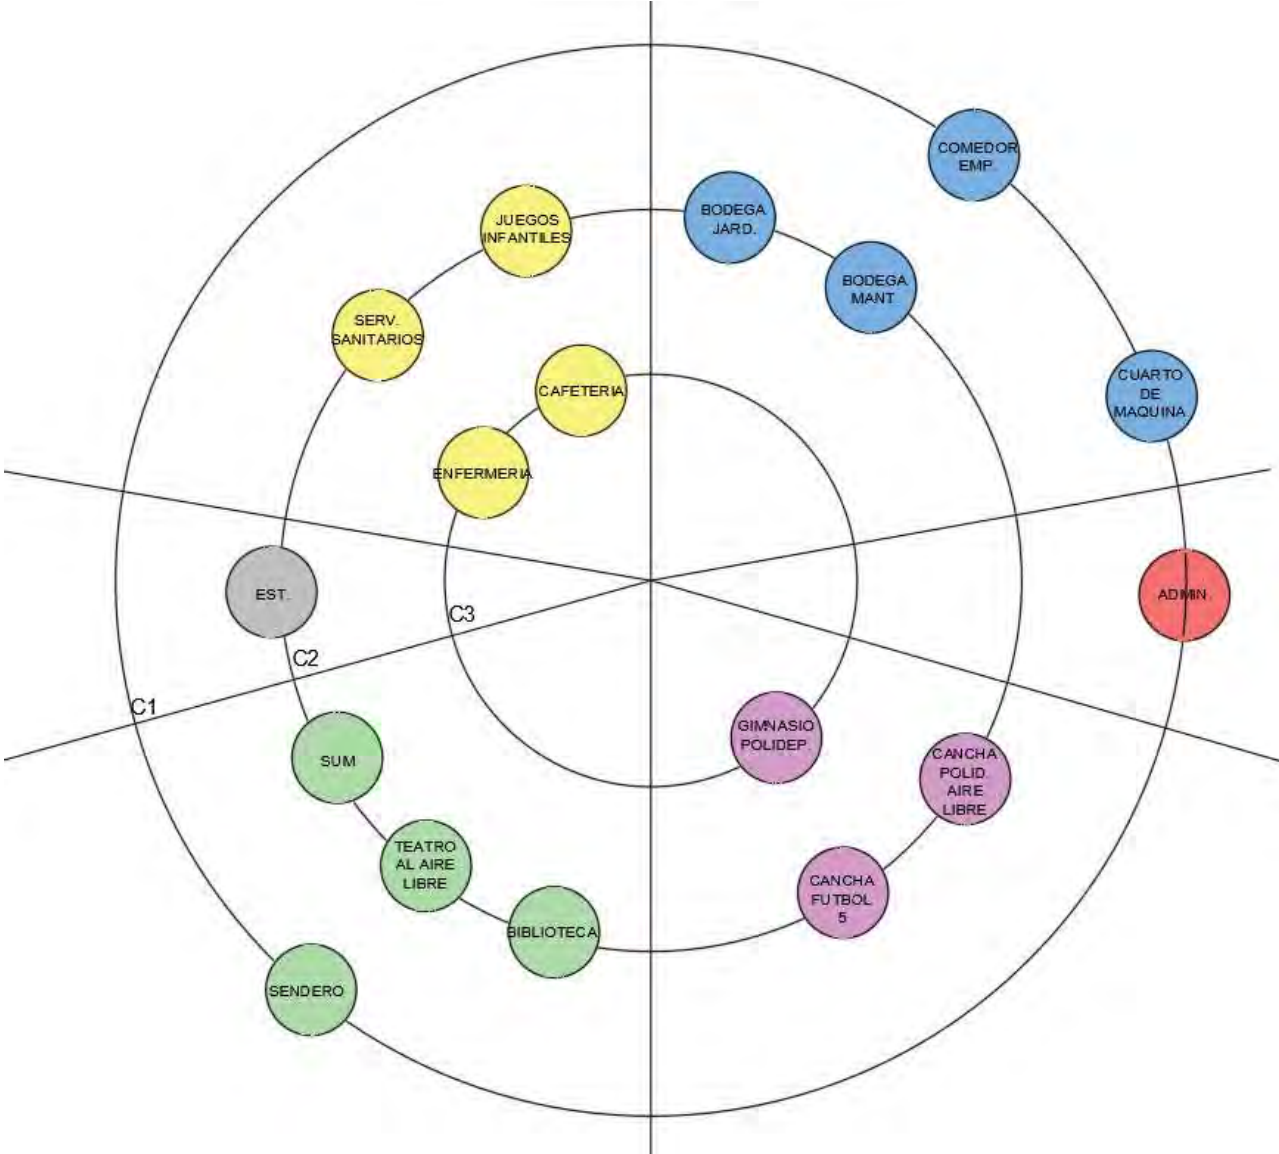 COMEDOR
EMP.
BODEGA
JARD.
JUEGOS
INFANTILES
BODEGA
MANT
SERV.
SANITARIOS
CUARTO
DE
MAQUINA.
CAFETERIA
ENFERMERIA
EST.
ADMIN.
C3
C2
C1
GIMNASIO
POLIDEP.
SUM
CANCHA
POLID.
AIRE
LIBRE
TEATRO
AL AIRE
LIBRE
CANCHA
FUTBOL
5
BIBLIOTECA
SENDERO